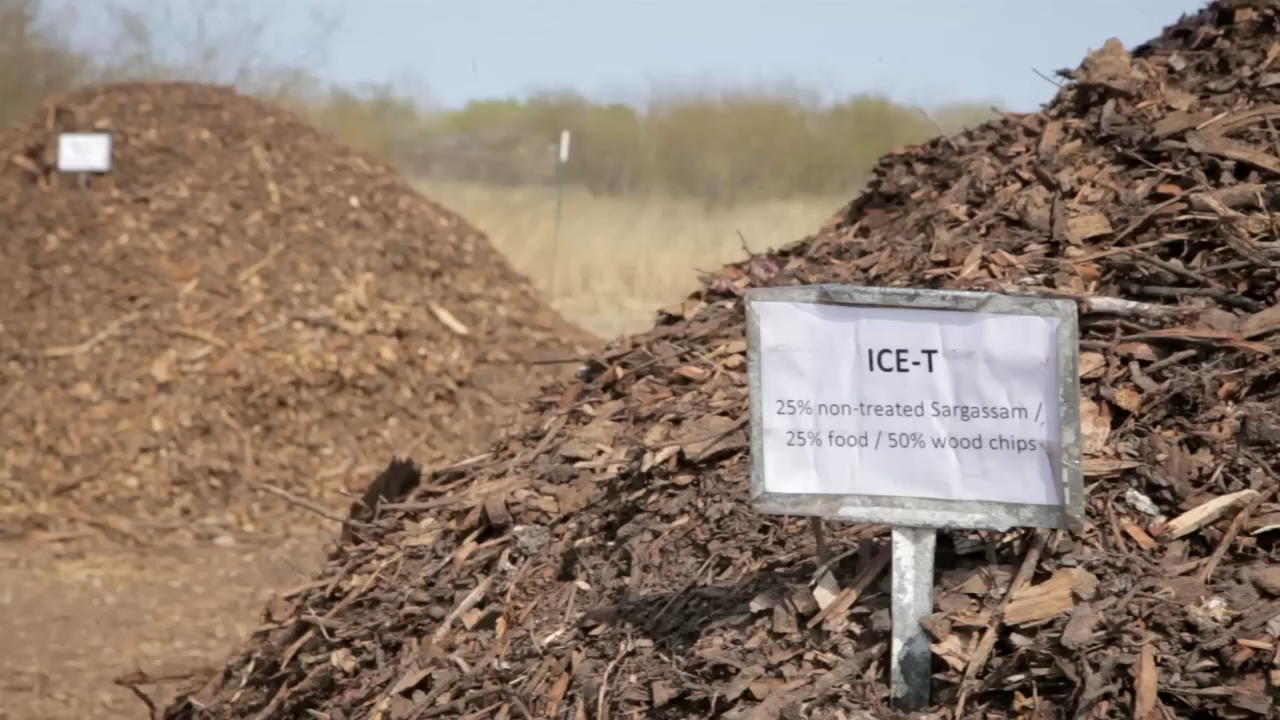 ICE-T
25% non-treated Sargassam /
25% food / 50% wood chips